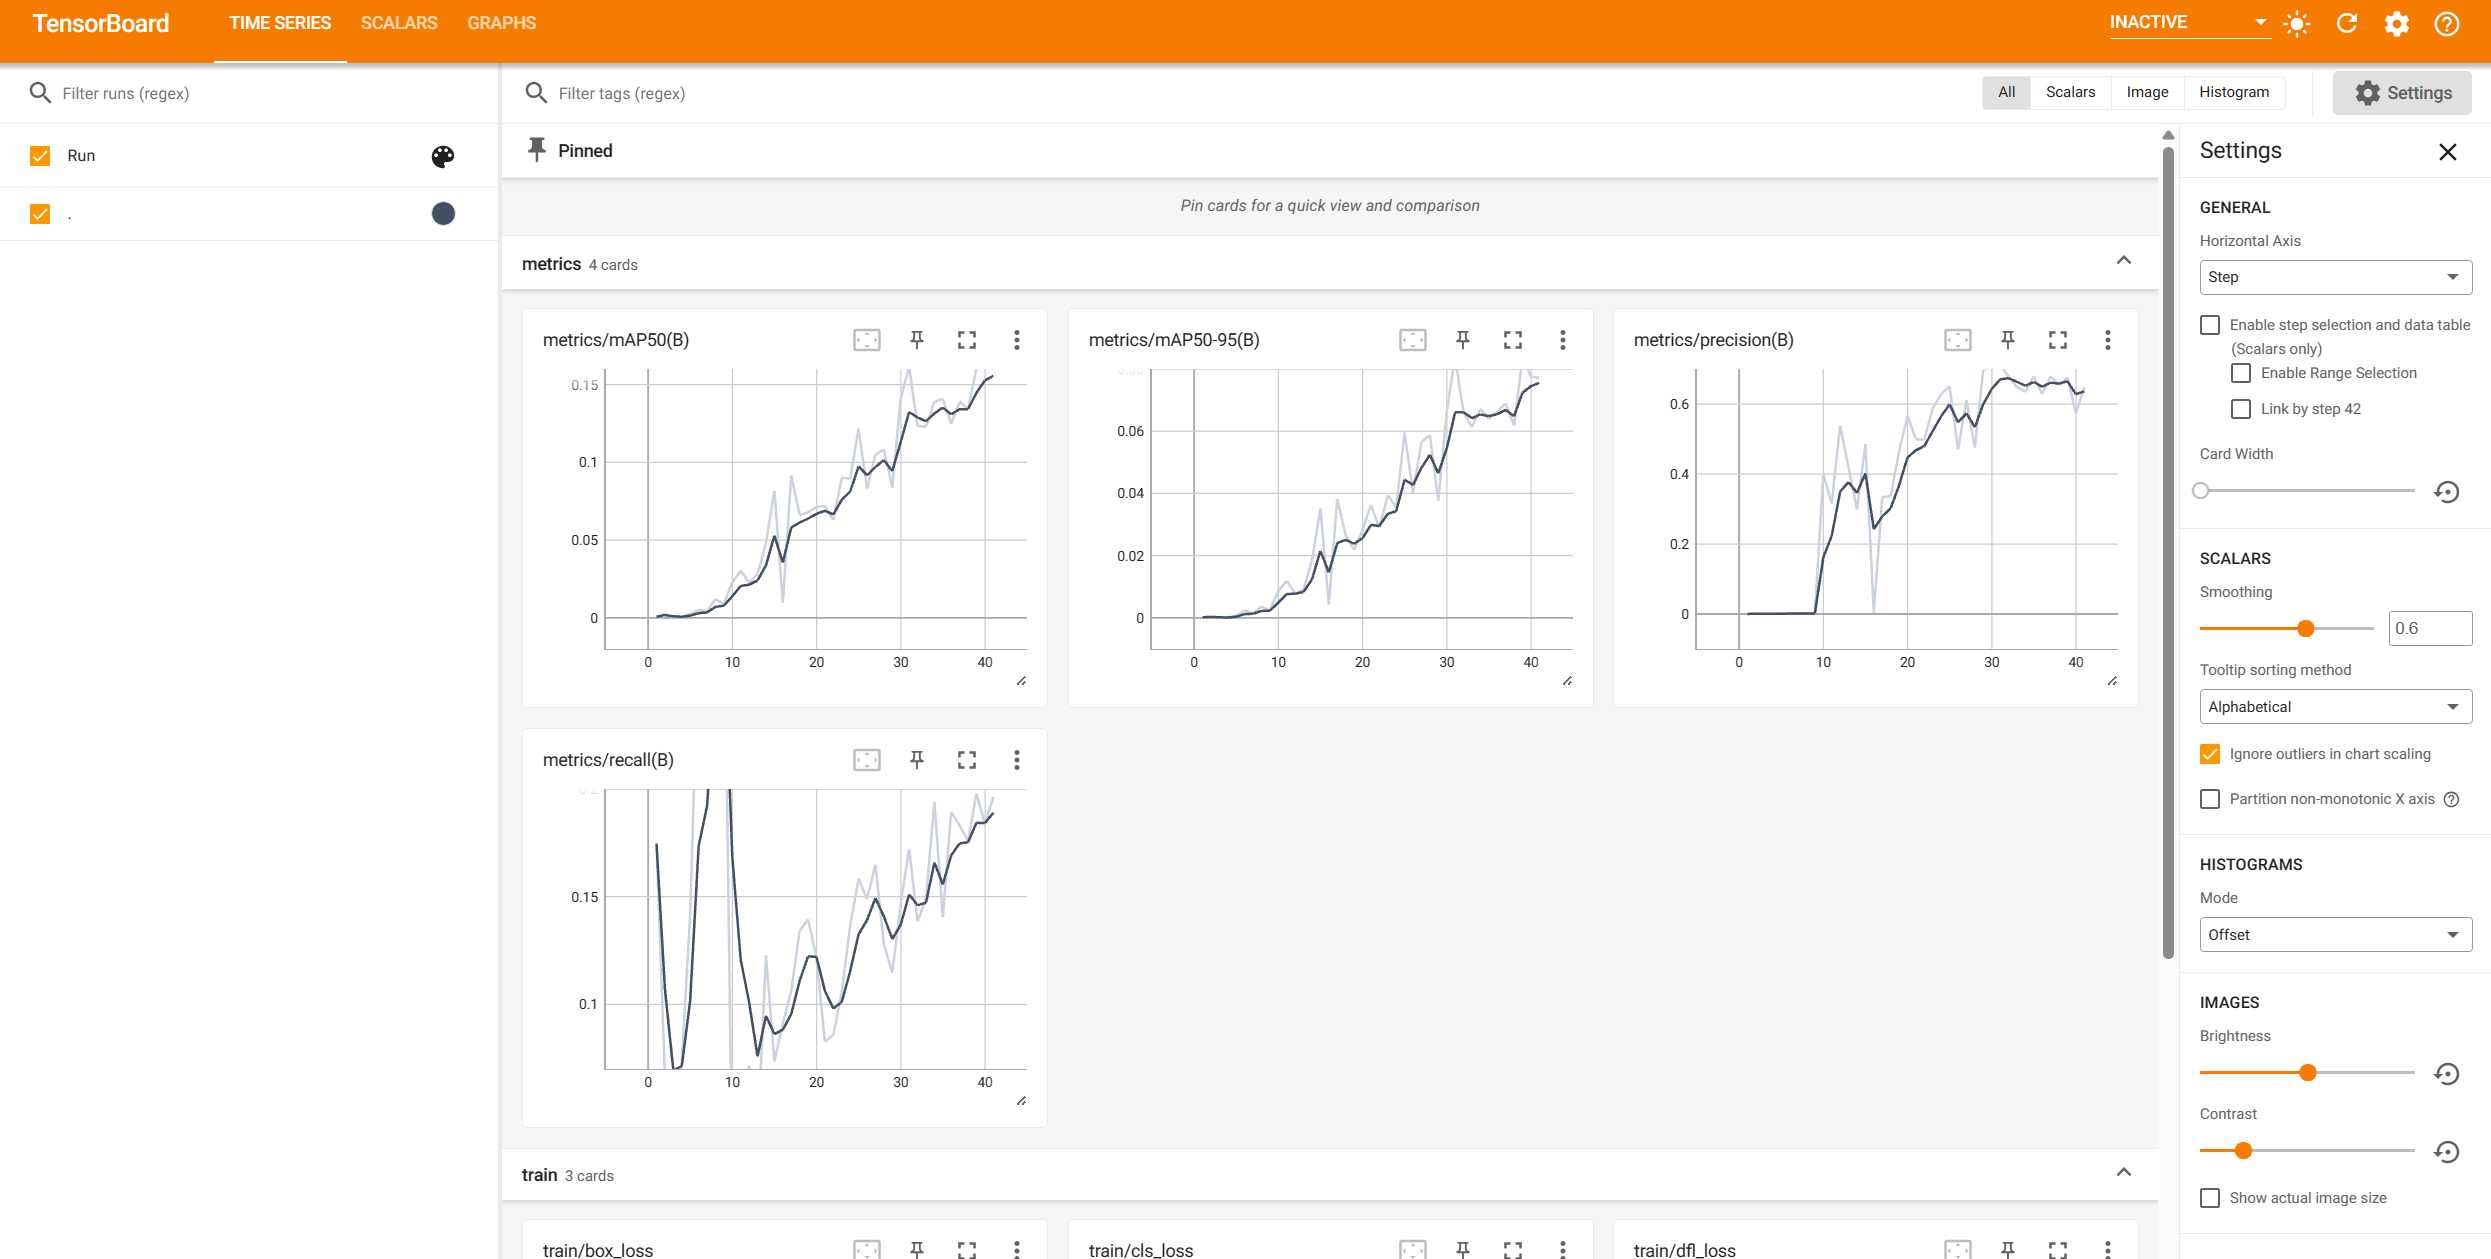 TensorBoard
TIME SERIES
SCALARS
GRAPHS
INACTIVE
Filter runs (regex)
Filter tags (regex)
All
Scalars
Image
Histogram
Settings
Run
.
Pinned
Pin cards for a quick view and comparison
metrics 4 cards
metrics/mAP50(B)
0.15
0.1
0.05
0
0 10 20 30 40
metrics/mAP50-95(B)
0.06
0.04
0.02
0
0 10 20 30 40
metrics/precision(B)
0.6
0.4
0.2
0
0 10 20 30 40
metrics/recall(B)
0.15
0.1
0 10 20 30 40
train 3 cards
train/box_loss
train/cls_loss
train/dfl_loss
Settings
GENERAL
Horizontal Axis
Step
Enable step selection and data table
(Scalars only)
Enable Range Selection
Link by step 42
Card Width
SCALARS
Smoothing
0.6
Tooltip sorting method
Alphabetical
Ignore outliers in chart scaling
Partition non-monotonic X axis
HISTOGRAMS
Mode
Offset
IMAGES
Brightness
Contrast
Show actual image size